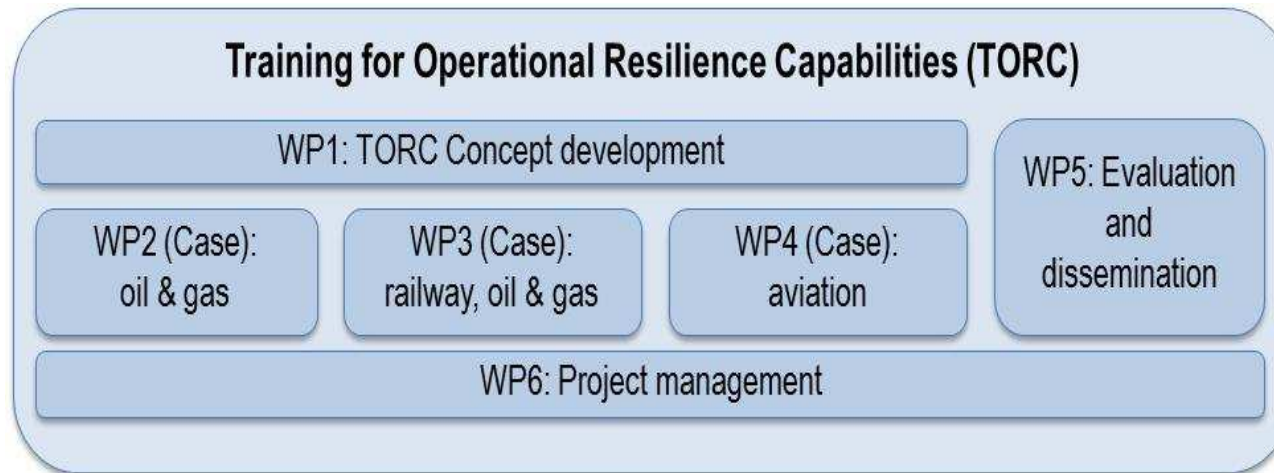 Training for Operational Resilience Capabilities (TORC)
WP1: TORC Concept development
WP2 (Case):
oil & gas
WP3 (Case):
railway, oil & gas
WP4 (Case):
aviation
WP5: Evaluation
and
dissemination
WP6: Project management